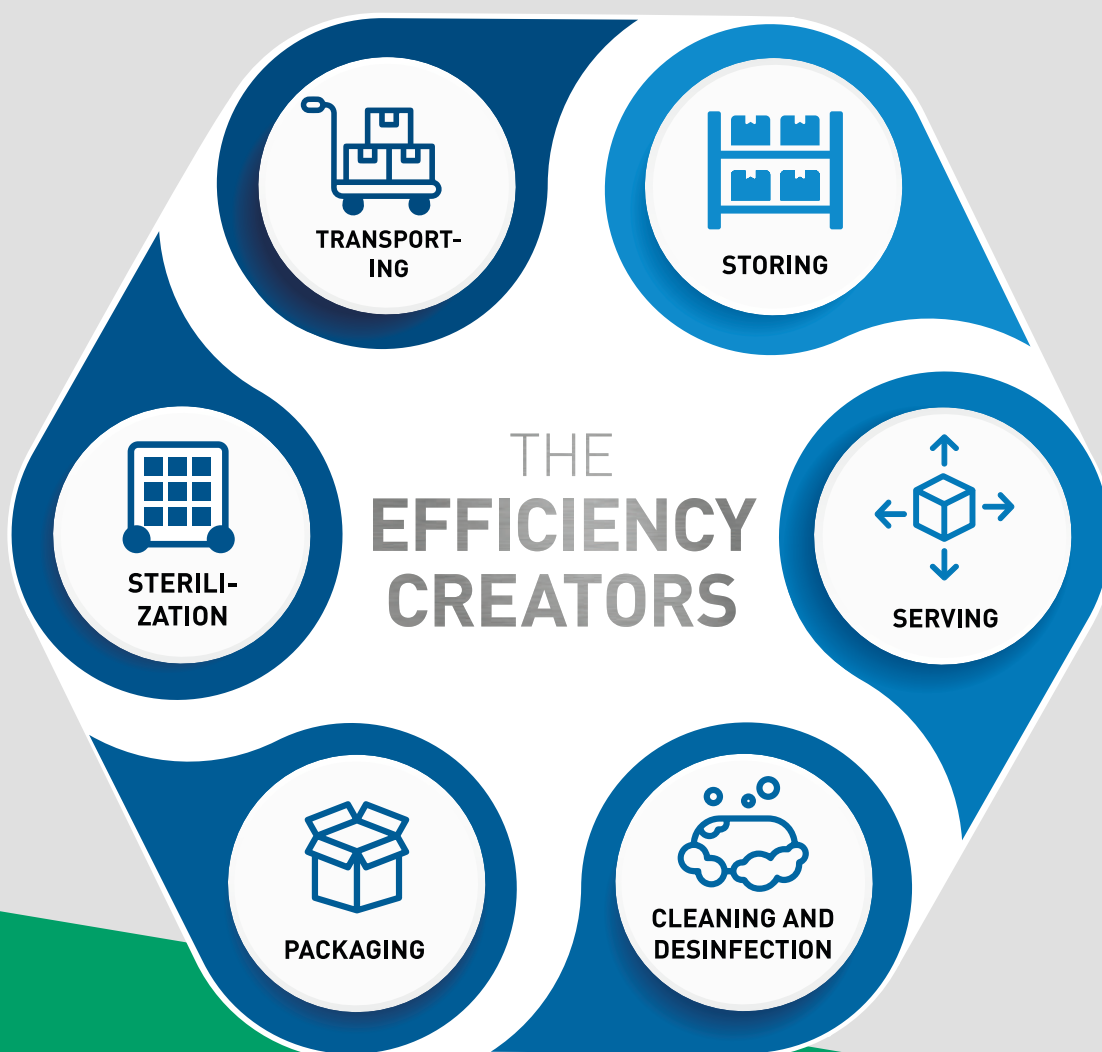 TRANSPORT-
ING
STORING
THE
EFFICIENCY
CREATORS
STERILI-
ZATION
SERVING
PACKAGING
CLEANING AND
DESINFECTION